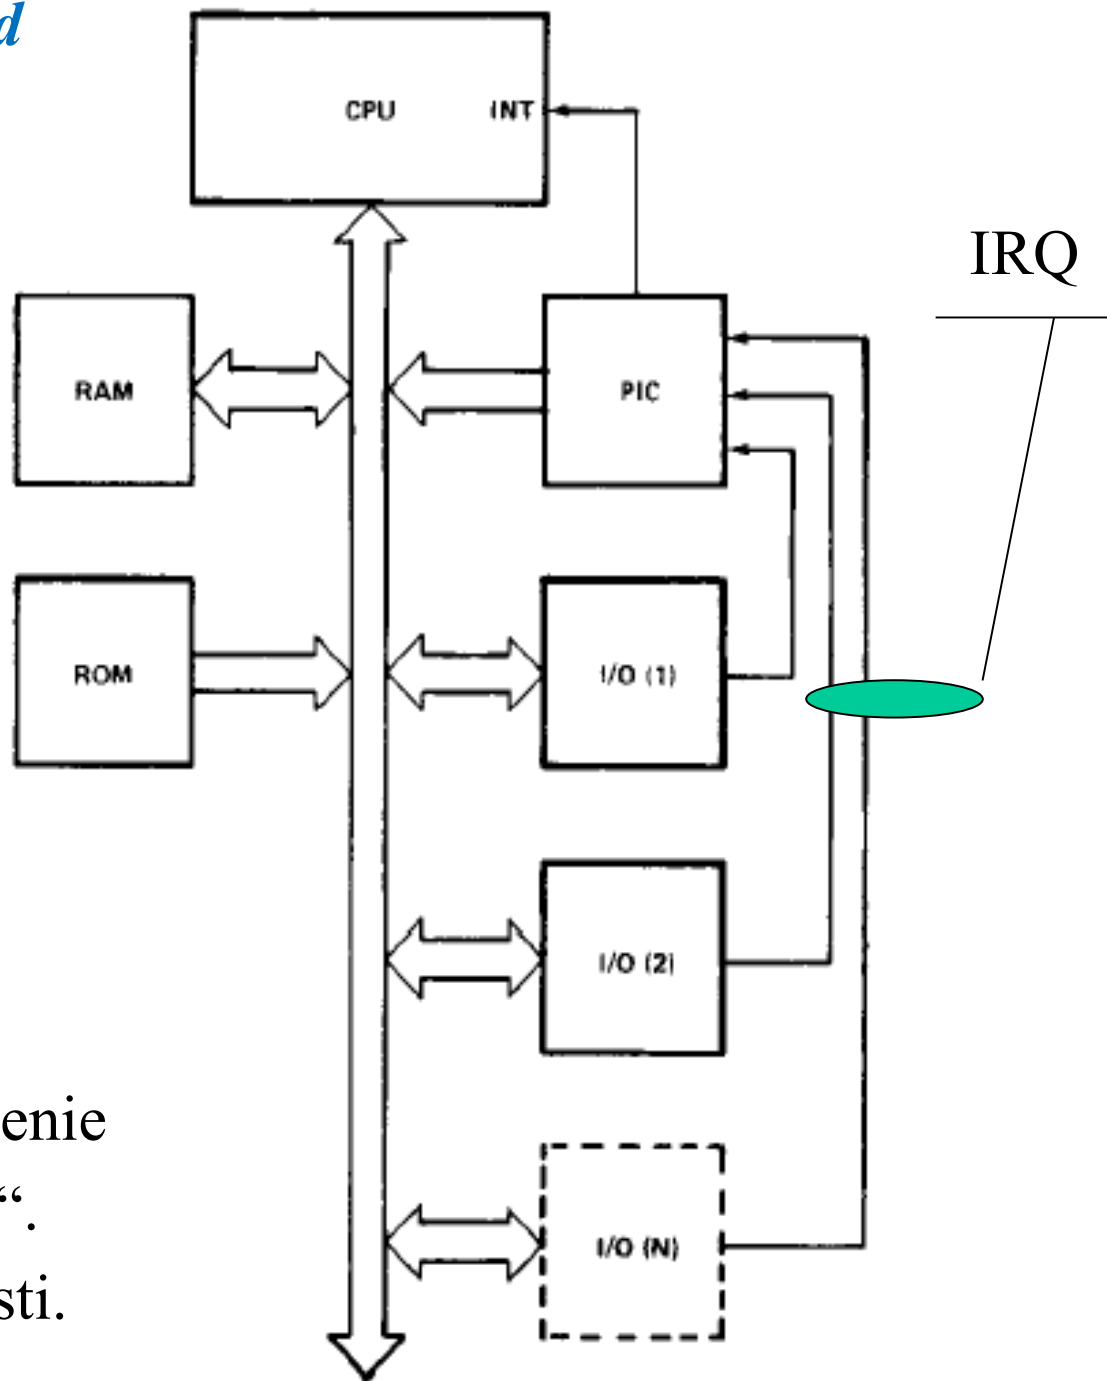 d
CPU INT
IRQ
RAM
PIC
ROM
I/O (1)
I/O (2)
enie
“.
sti.
I/O (N)